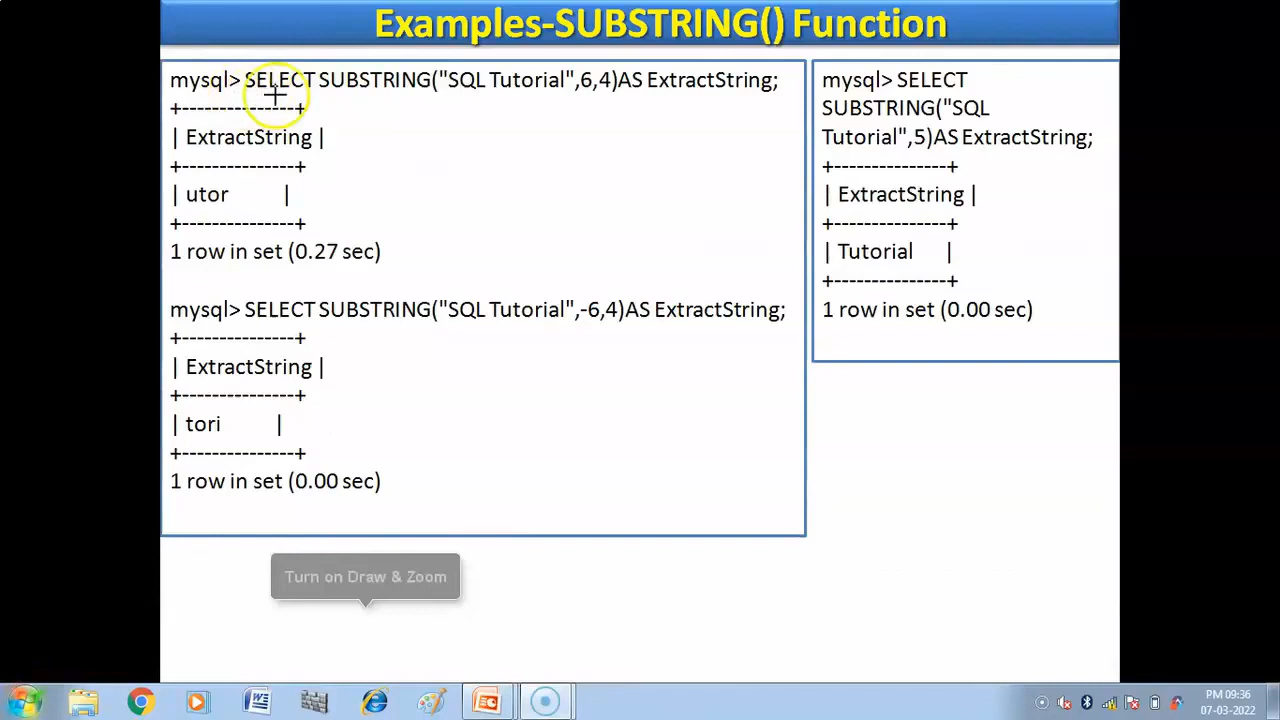 Examples-SUBSTRING() Function
mysql> SELECT SUBSTRING("SQL Tutorial",6,4)AS ExtractString;
+---------------+
| ExtractString |
+---------------+
| utor |
+---------------+
1 row in set (0.27 sec)
mysql> SELECT SUBSTRING("SQL Tutorial",-6,4)AS ExtractString;
+---------------+
| ExtractString |
+---------------+
| tori |
+---------------+
1 row in set (0.00 sec)
mysql> SELECT
SUBSTRING("SQL
Tutorial",5)AS ExtractString;
+---------------+
| ExtractString |
+---------------+
| Tutorial |
+---------------+
1 row in set (0.00 sec)
Turn on Draw & Zoom
PM 09:36
07-03-2022